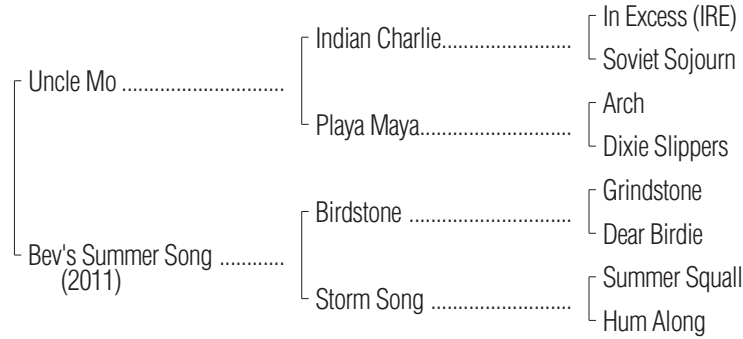 In Excess (IRE)
Indian Charlie........................
Soviet Sojourn
Uncle Mo ..............................
Arch
Playa Maya............................
Dixie Slippers
Grindstone
Birdstone ..............................
Dear Birdie
Bev's Summer Song ............
(2011)
Summer Squall
Storm Song ..........................
Hum Along